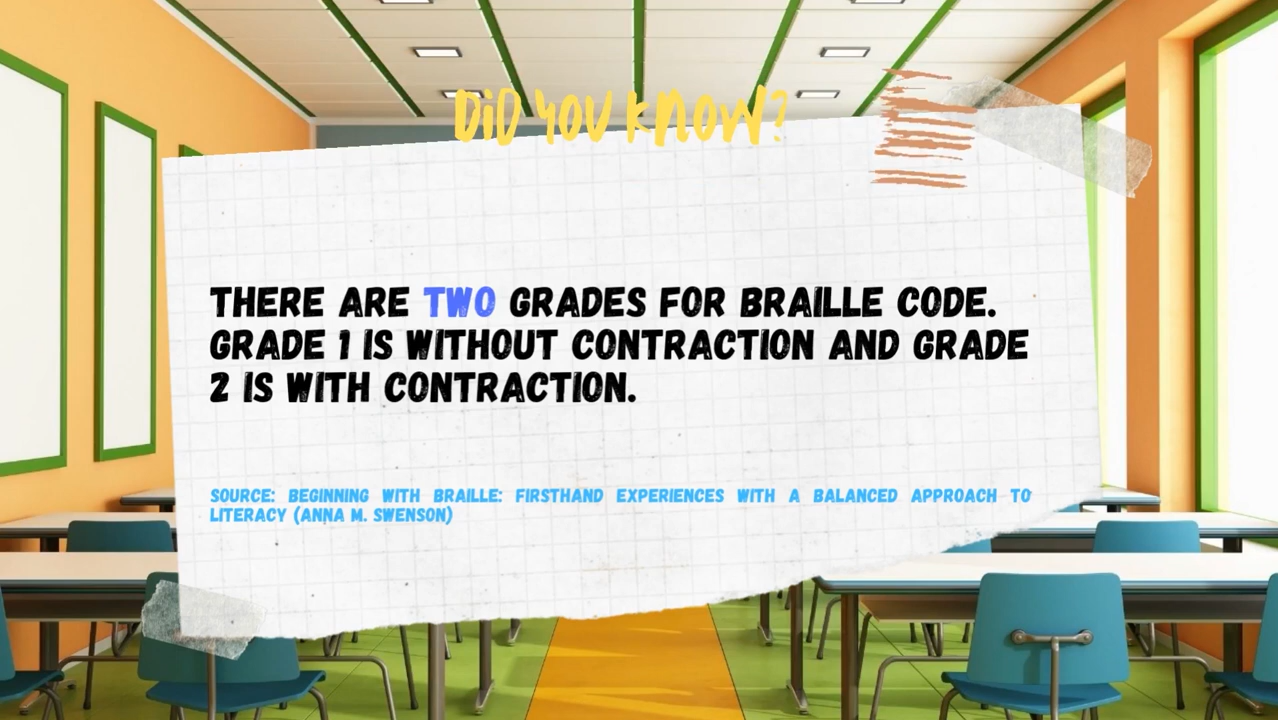 DiD YOU KNOW?
THERE ARE TWO GRADES FOR BRAILLE CODE.
GRADE 1 IS WITHOUT CONTRACTION AND GRADE
2 IS WITH CONTRACTION.
SOURCE: BEGINNING WITH BRAILLE: FIRSTHAND EXPERIENCES WITH A BALANCED APPROACH TO
LITERACY (ANNA M. SWENSON)